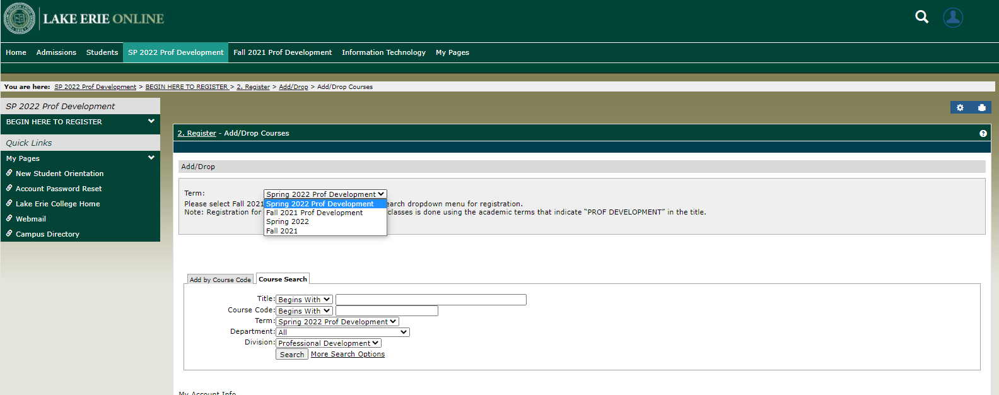 LAKE ERIE ONLINE
Home Admissions Students SP 2022 Prof Development Fall 2021 Prof Development Information Technology My Pages
You are here: SP 2022 Prof Development > BEGIN HERE TO REGISTER > 2. Register > Add/Drop > Add/Drop Courses
SP 2022 Prof Development
BEGIN HERE TO REGISTER
Quick Links
My Pages
New Student Orientation
Account Password Reset
Lake Erie College Home
Webmail
Campus Directory
2. Register - Add/Drop Courses
Add/Drop
Term: Spring 2022 Prof Development
Please select Fall 2021 earch dropdown menu for registration.
Note: Registration for classes is done using the academic terms that indicate “PROF DEVELOPMENT” in the title.
Spring 2022 Prof Development
Fall 2021 Prof Development
Spring 2022
Fall 2021
Add by Course Code Course Search
Title: Begins With
Course Code: Begins With
Term: Spring 2022 Prof Development
Department: All
Division: Professional Development
Search More Search Options
My Account Info